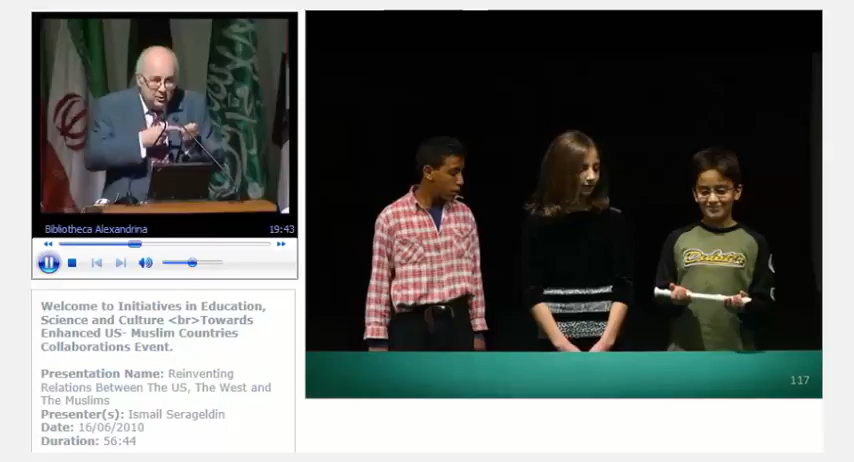 Bibliotheca Alexandrina 19:43
Welcome to Initiatives in Education,
Science and Culture <br>Towards
Enhanced US- Muslim Countries
Collaborations Event.
Presentation Name: Reinventing
Relations Between The US, The West and
The Muslims
Presenter(s): Ismail Serageldin
Date: 16/06/2010
Duration: 56:44
117